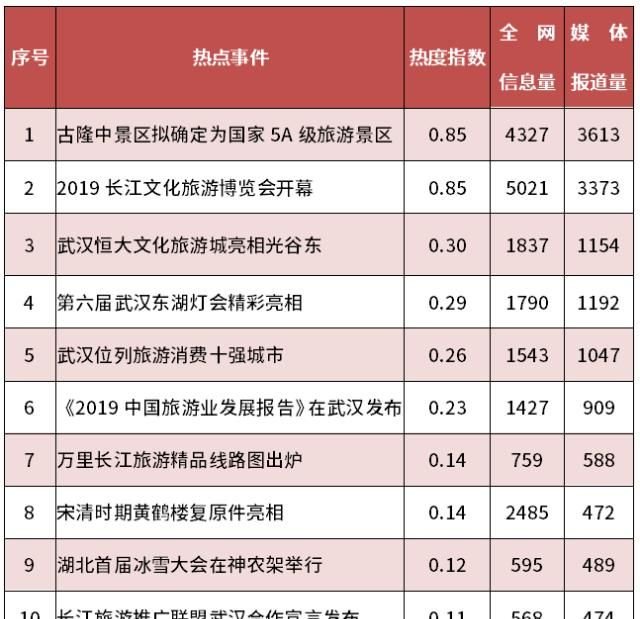 序号 热点事件 热度指数 全网信息量 媒体报道量
1 古隆中景区拟确定为国家 5A 级旅游景区 0.85 4327 3613
2 2019 长江文化旅游博览会开幕 0.85 5021 3373
3 武汉恒大文化旅游城亮相光谷东 0.30 1837 1154
4 第六届武汉东湖灯会精彩亮相 0.29 1790 1192
5 武汉位列旅游消费十强城市 0.26 1543 1047
6 《2019 中国旅游业发展报告》在武汉发布 0.23 1427 909
7 万里长江旅游精品线路图出炉 0.14 759 588
8 宋清时期黄鹤楼复原件亮相 0.14 2485 472
9 湖北首届冰雪大会在神农架举行 0.12 595 489
10 长江旅游推广联盟武汉合作宣言发布 0.11 568 474